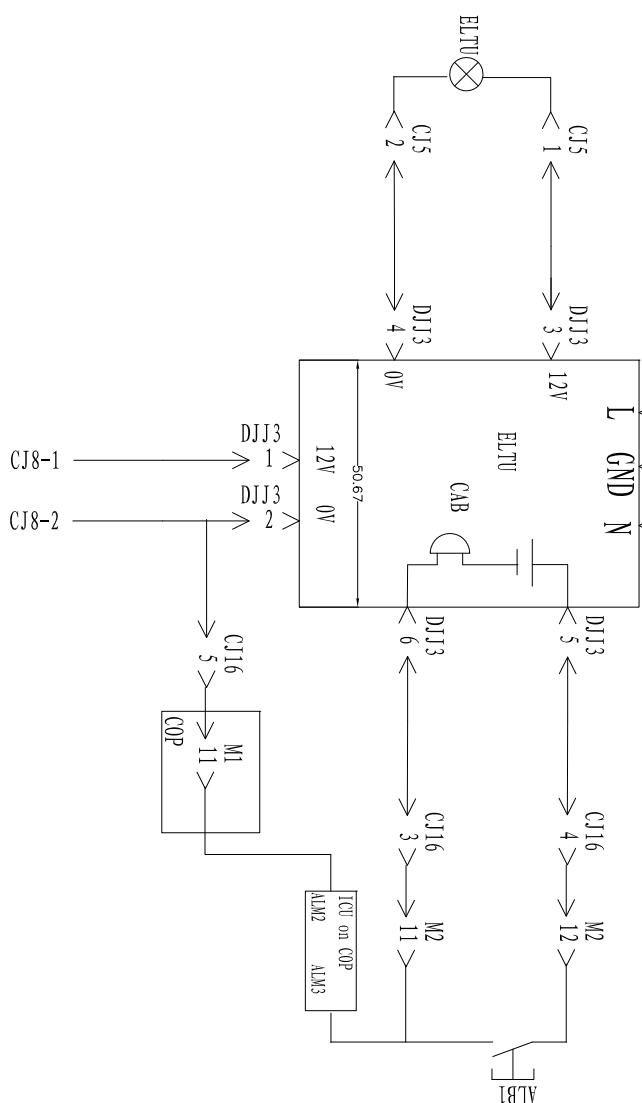 ELTU
CJ5
2
CJ5
1
DJJ3
4
DJJ3
3
0V
12V
L
GND
N
ELTU
CAB
50.67
12V
0V
CJ8-1
DJJ3
1
CJ8-2
DJJ3
2
DJJ3
6
DJJ3
5
CJ16
5
COP
M1
11
CJ16
3
CJ16
4
M2
11
M2
12
ICU on COP
ALM2
ALM3
ALB1